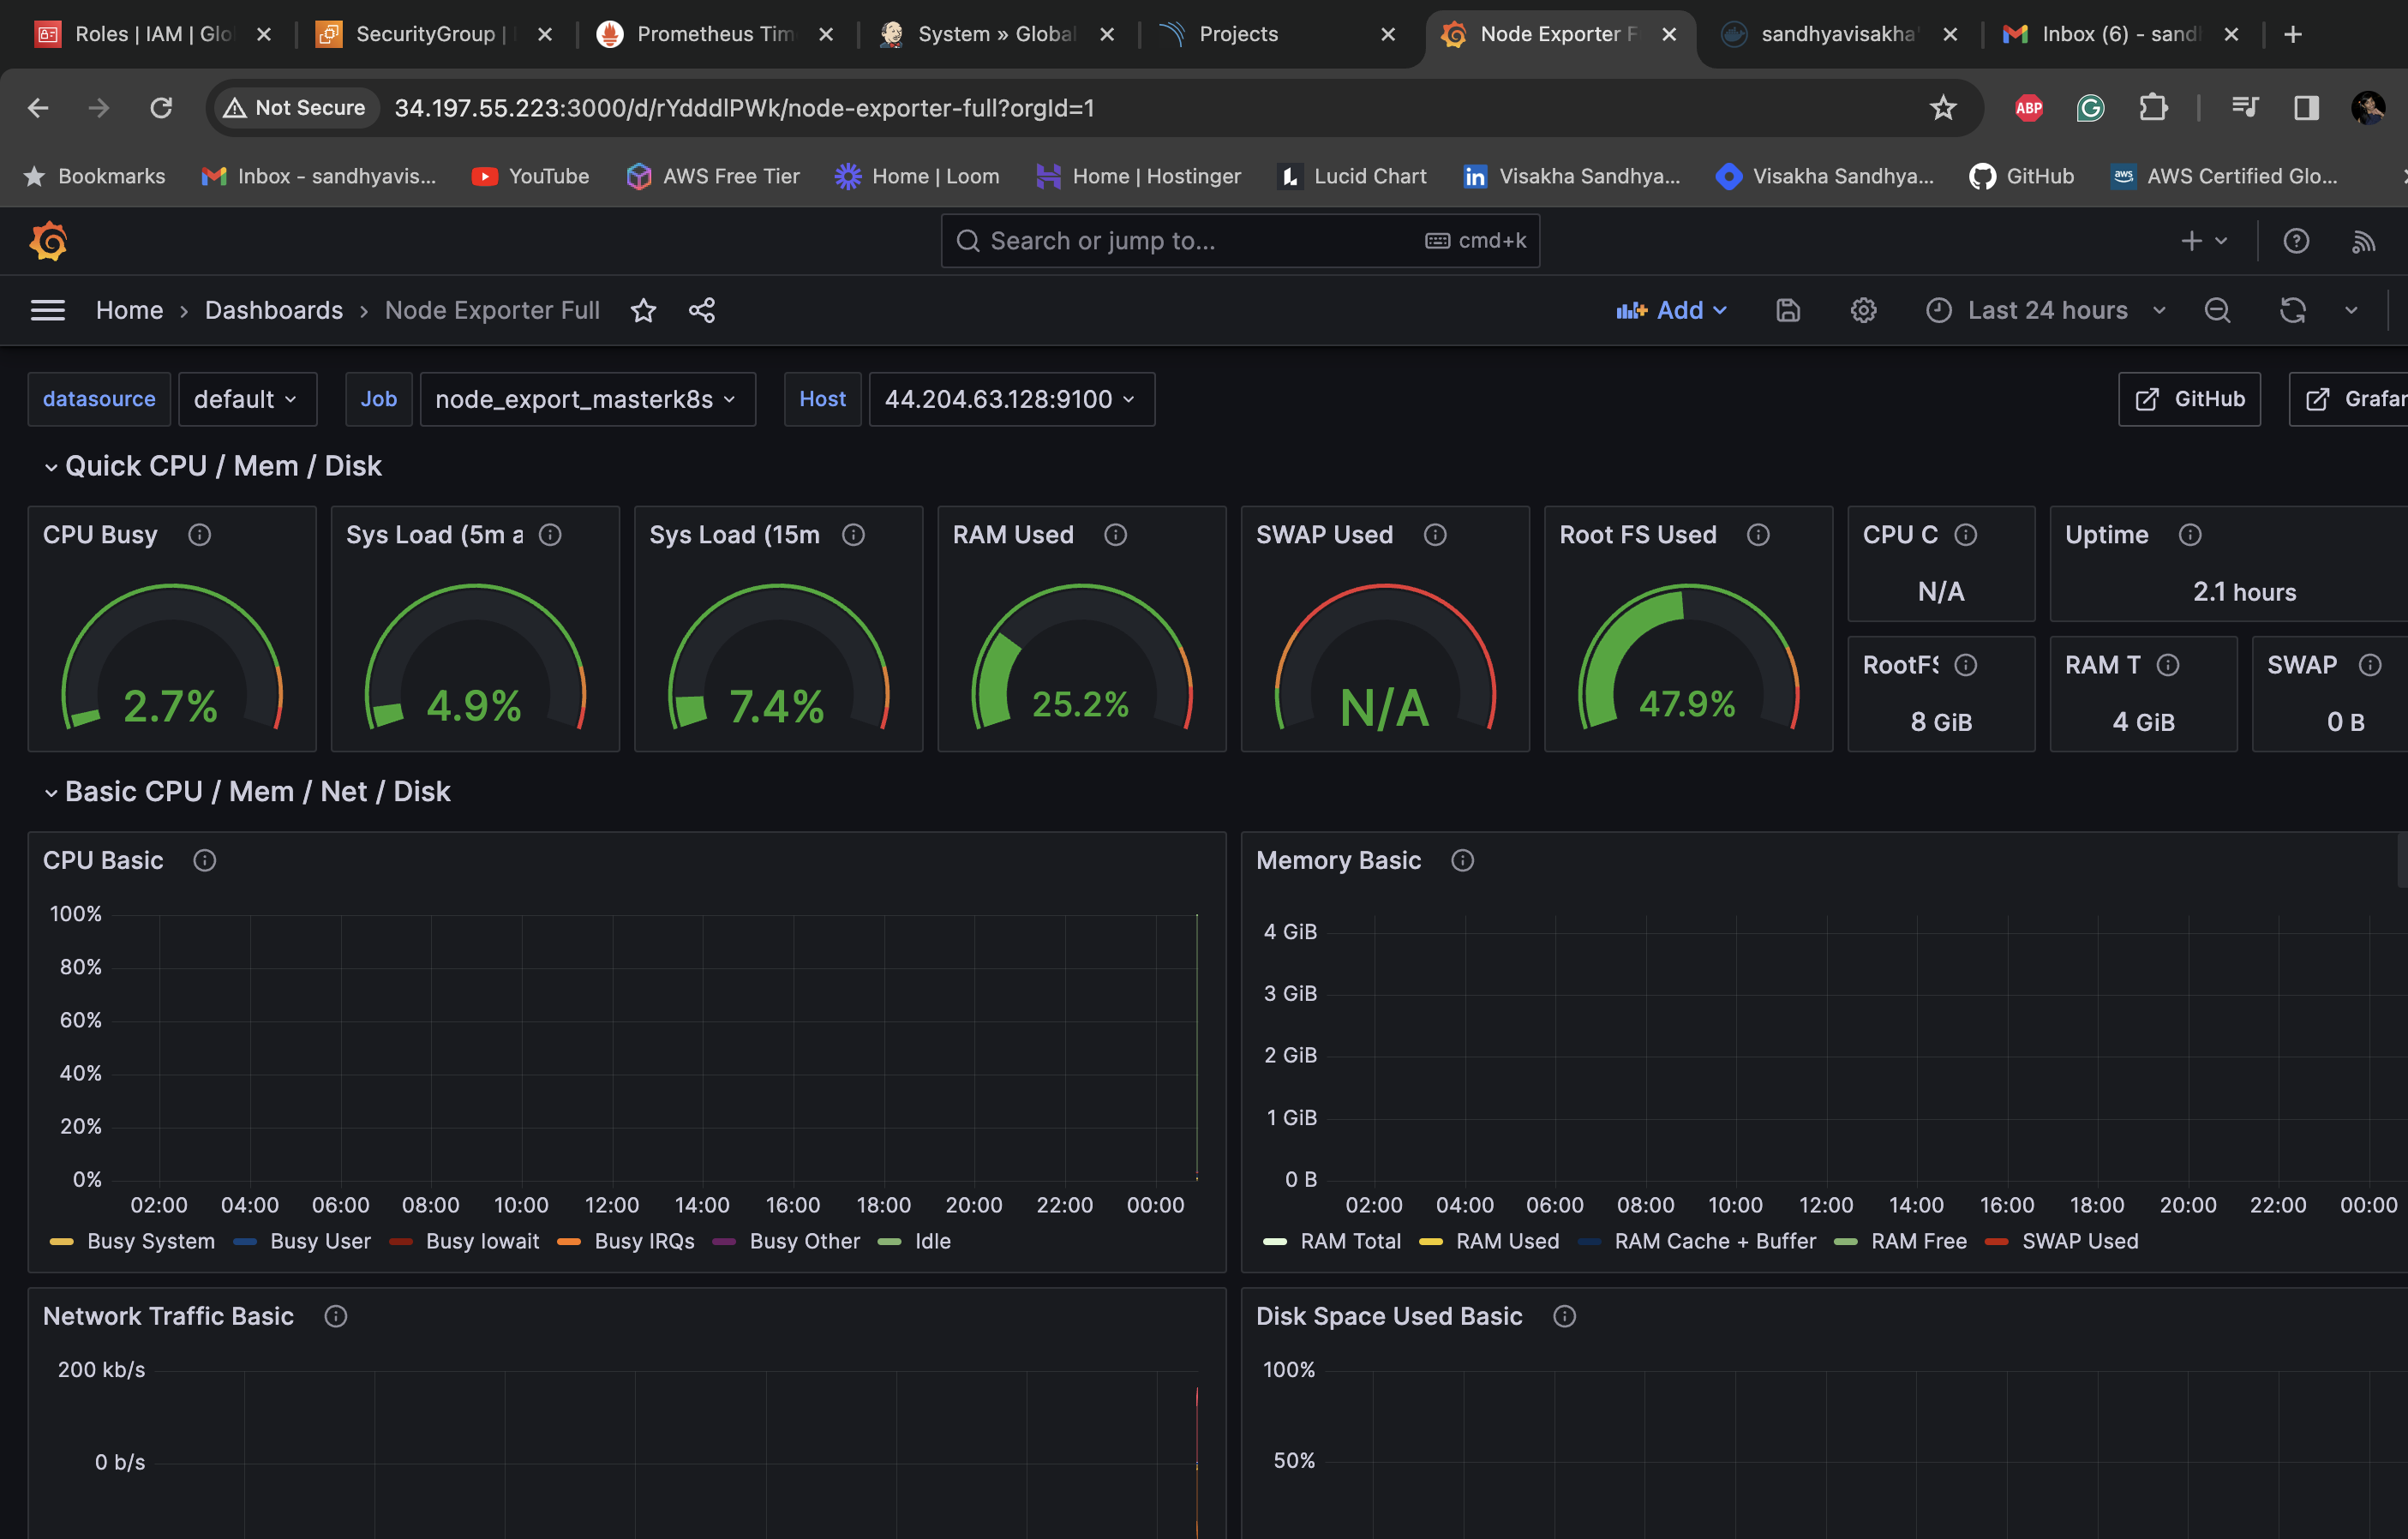 Roles | IAM | Glo
SecurityGroup |
Prometheus Tim
System » Global
Projects
Node Exporter F
sandhyavisakha'
Inbox (6) - sand
Not Secure
34.197.55.223:3000/d/rYdddlPWk/node-exporter-full?orgId=1
ABP
Bookmarks
Inbox - sandhyavis...
YouTube
AWS Free Tier
Home | Loom
Home | Hostinger
Lucid Chart
Visakha Sandhya...
Visakha Sandhya...
GitHub
aws
AWS Certified Glo...
Search or jump to...
cmd+k
Home › Dashboards › Node Exporter Full
Add
Last 24 hours
datasource
default
Job
node_export_masterk8s
Host
44.204.63.128:9100
GitHub
Grafan
Quick CPU / Mem / Disk
CPU Busy
2.7%
Sys Load (5m a
4.9%
Sys Load (15m
7.4%
RAM Used
25.2%
SWAP Used
N/A
Root FS Used
47.9%
CPU C
N/A
Uptime
2.1 hours
RootFS
8 GiB
RAM T
4 GiB
SWAP
0 B
Basic CPU / Mem / Net / Disk
CPU Basic
100%
80%
60%
40%
20%
0%
02:00 04:00 06:00 08:00 10:00 12:00 14:00 16:00 18:00 20:00 22:00 00:00
Busy System Busy User Busy Iowait Busy IRQs Busy Other Idle
Memory Basic
4 GiB
3 GiB
2 GiB
1 GiB
0 B
02:00 04:00 06:00 08:00 10:00 12:00 14:00 16:00 18:00 20:00 22:00 00:00
RAM Total RAM Used RAM Cache + Buffer RAM Free SWAP Used
Network Traffic Basic
200 kb/s
0 b/s
Disk Space Used Basic
100%
50%